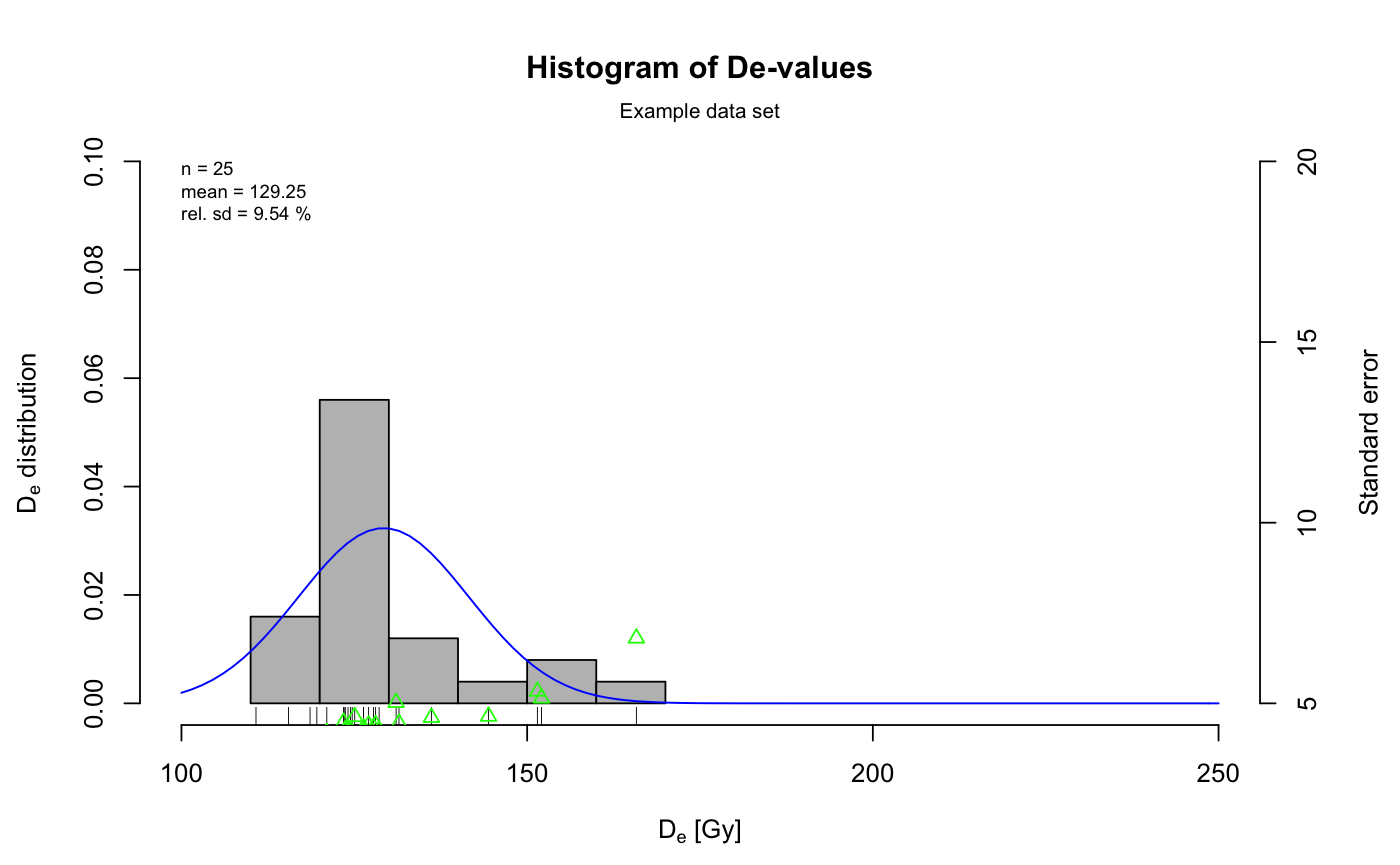 Histogram of De-values
Example data set
n = 25
mean = 129.25
rel. sd = 9.54 %
0.10
0.08
0.06
0.04
0.02
0.00
De distribution
20
15
10
5
Standard error
100 150 200 250
De [Gy]